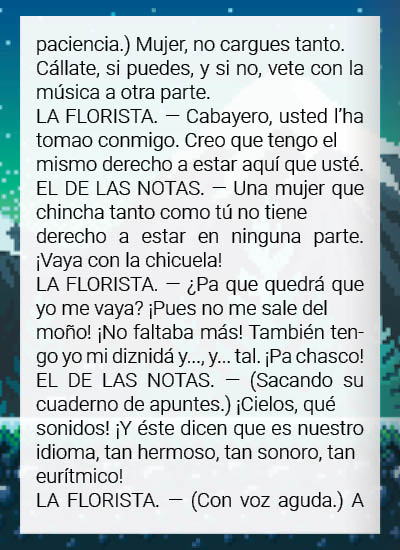 paciencia.) Mujer, no cargues tanto.
Cállate, si puedes, y si no, vete con la
música a otra parte.
LA FLORISTA. — Cabayero, usted l’ha
tomao conmigo. Creo que tengo el
mismo derecho a estar aquí que usté.
EL DE LAS NOTAS. — Una mujer que
chincha tanto como tú no tiene
derecho a estar en ninguna parte.
¡Vaya con la chicuela!
LA FLORISTA. — ¿Pa que quedrá que
yo me vaya? ¡Pues no me sale del
moño! ¡No faltaba más! También ten-
go yo mi diznidá y..., y... tal. ¡Pa chasco!
EL DE LAS NOTAS. — (Sacando su
cuaderno de apuntes.) ¡Cielos, qué
sonidos! ¡Y éste dicen que es nuestro
idioma, tan hermoso, tan sonoro, tan
eurítmico!
LA FLORISTA. — (Con voz aguda.) A